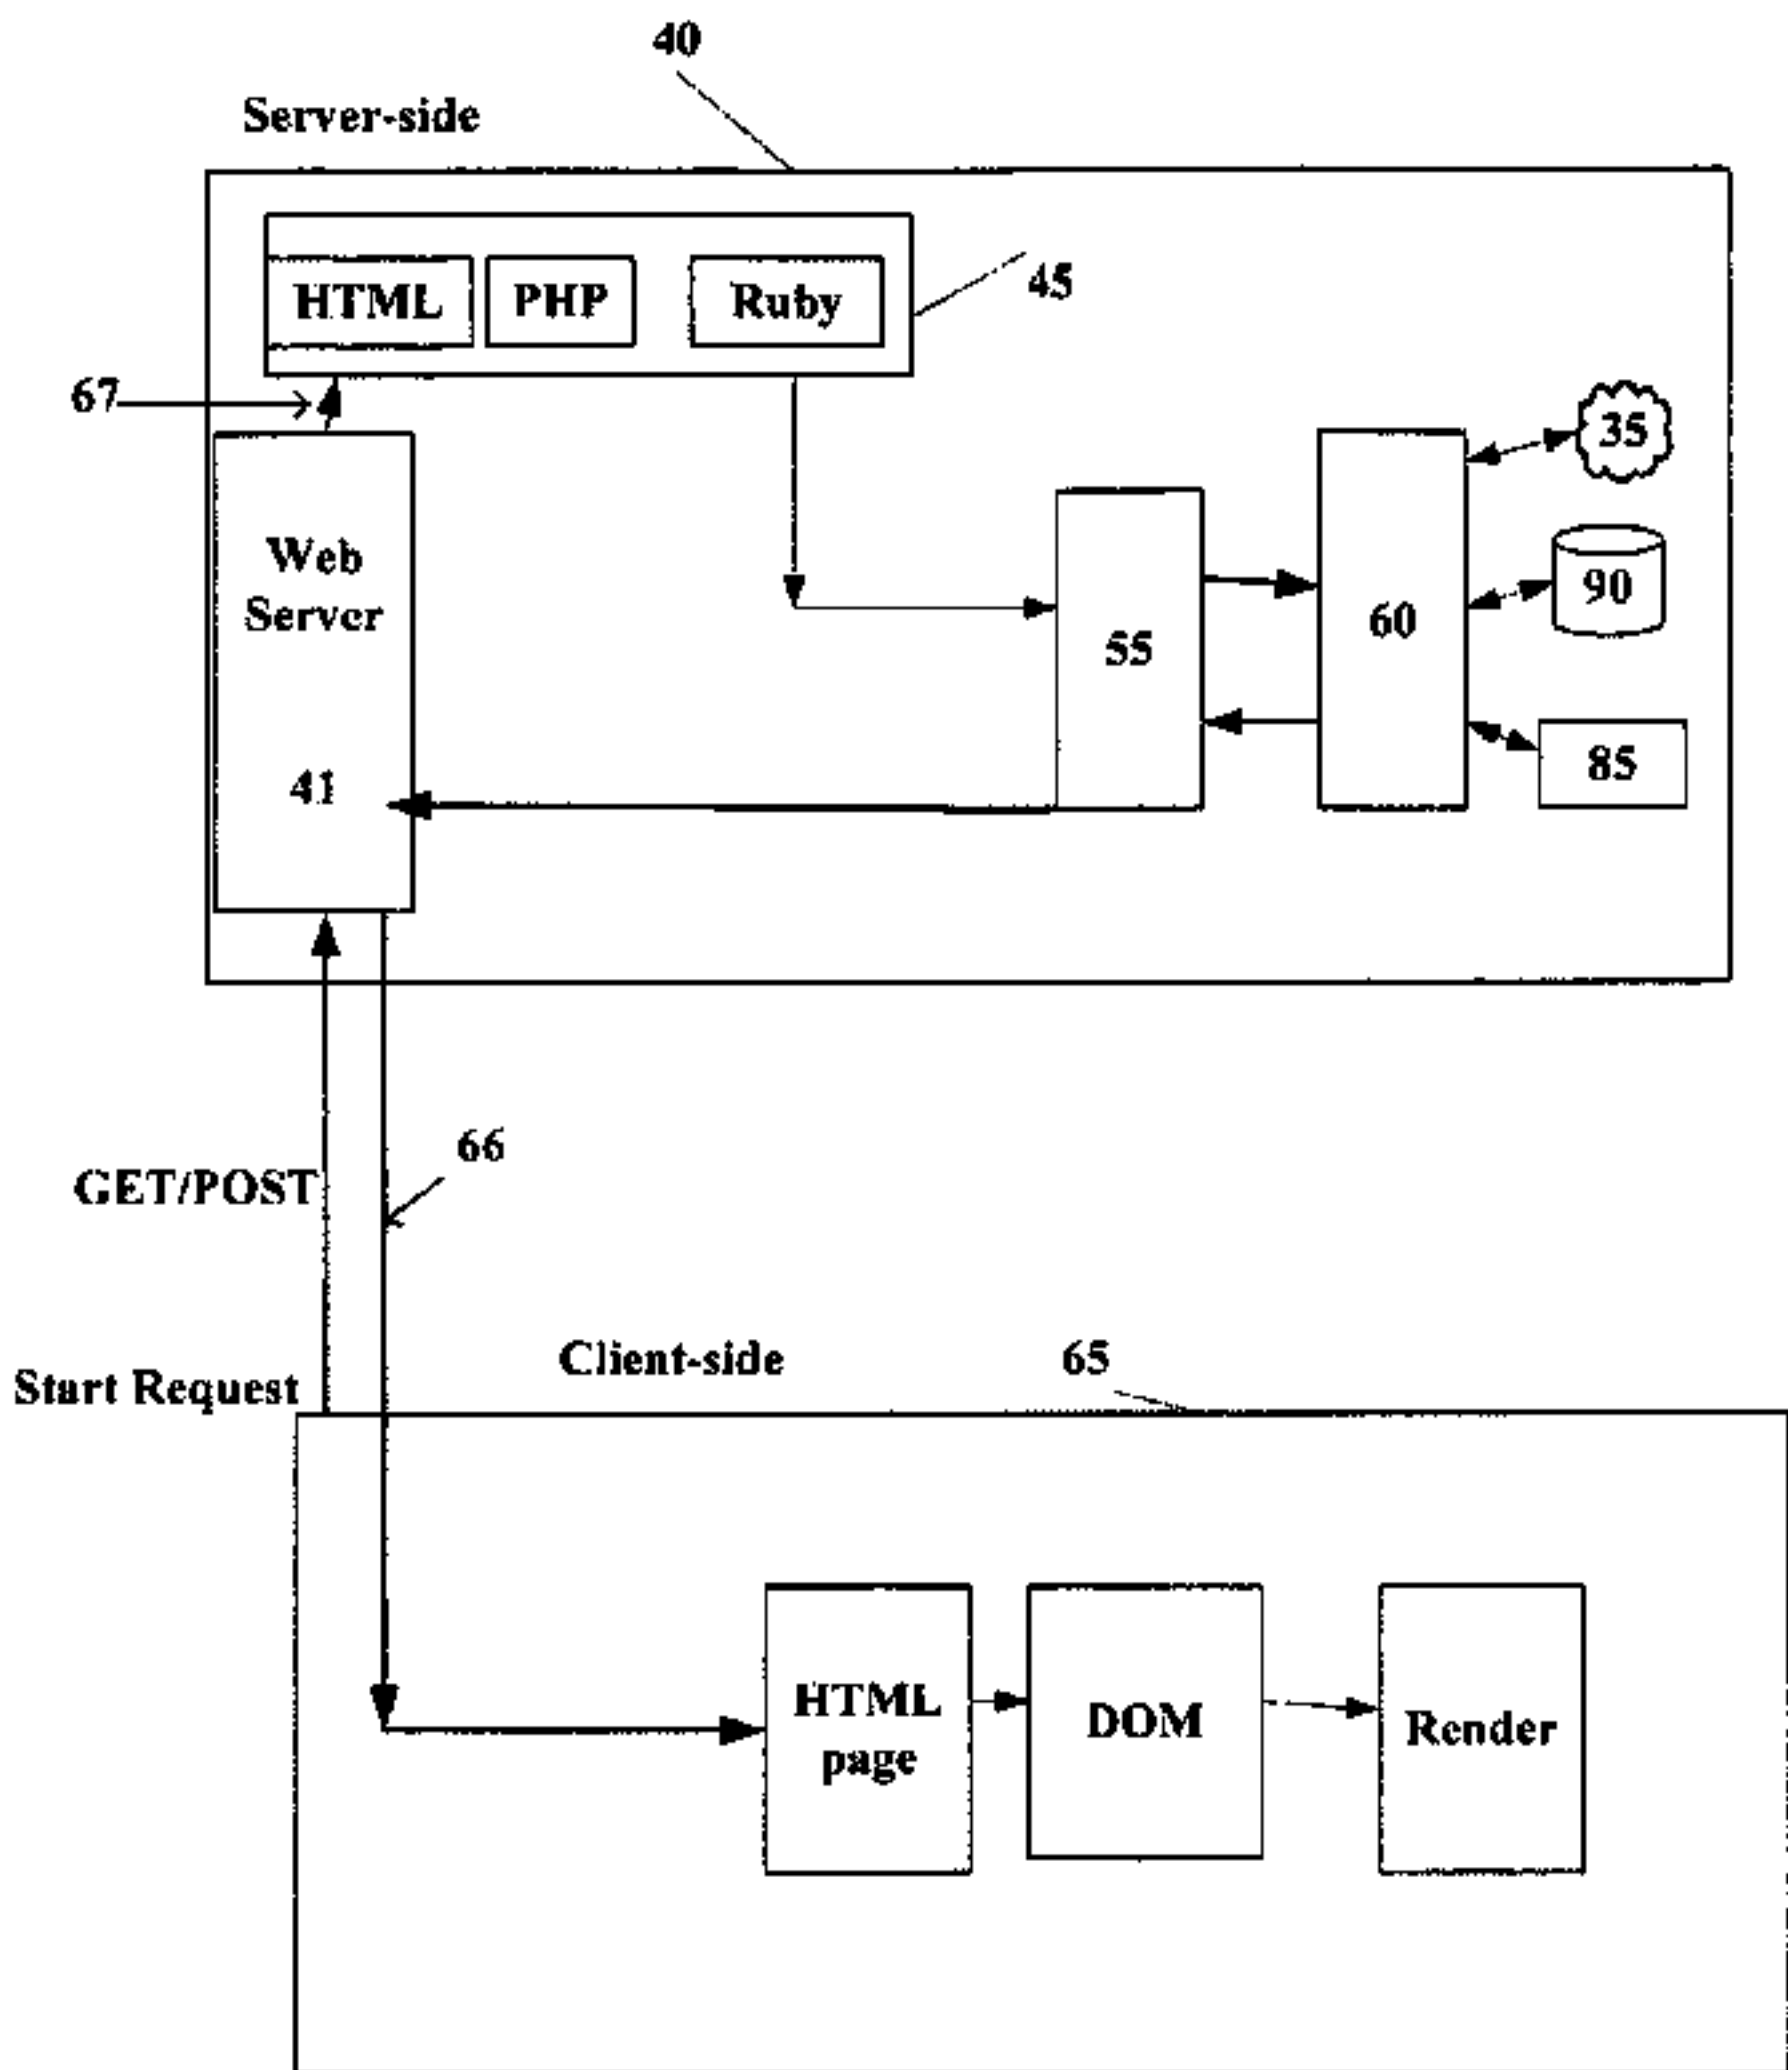 40
Server-side
HTML
PHP
Ruby
45
67
35
Web
Server
90
60
55
85
41
66
GET/POST
Client-side
65
Start Request
HTML
page
DOM
Render